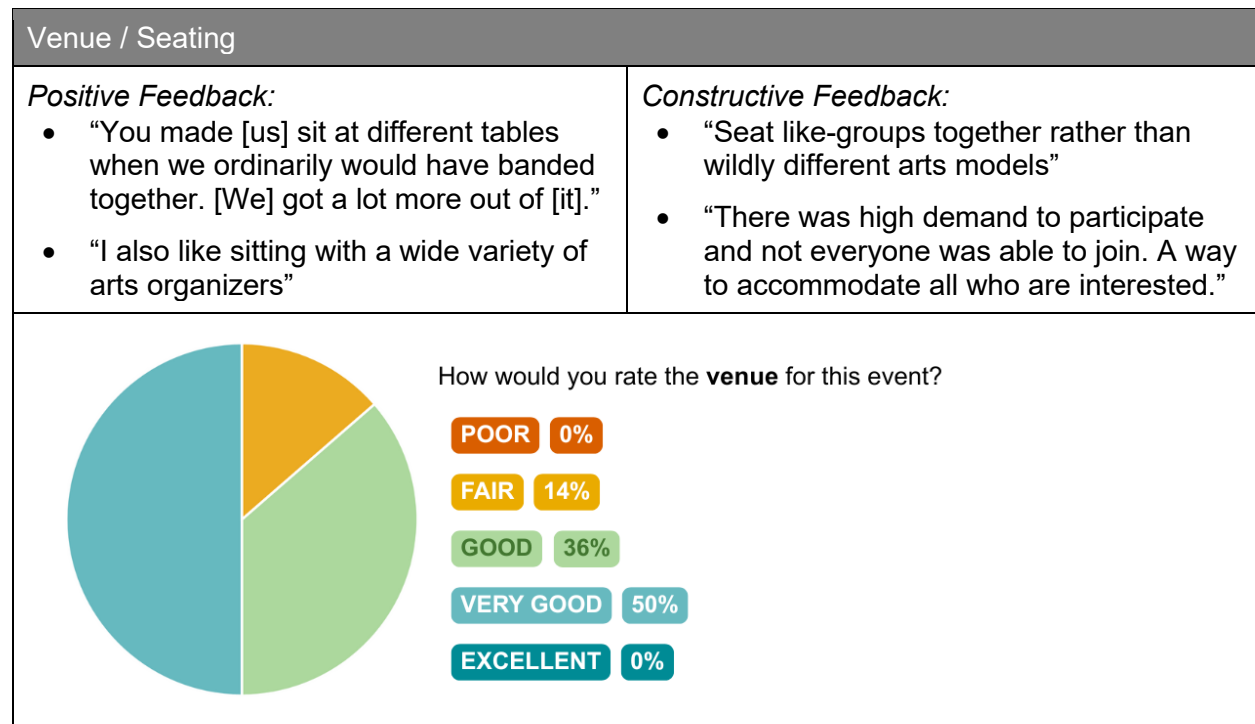 Venue / Seating
Positive Feedback:
• “You made [us] sit at different tables
when we ordinarily would have banded
together. [We] got a lot more out of [it].”
• “I also like sitting with a wide variety of
arts organizers”
Constructive Feedback:
• “Seat like-groups together rather than
wildly different arts models”
• “There was high demand to participate
and not everyone was able to join. A way
to accommodate all who are interested.”
How would you rate the venue for this event?
POOR 0%
FAIR 14%
GOOD 36%
VERY GOOD 50%
EXCELLENT 0%